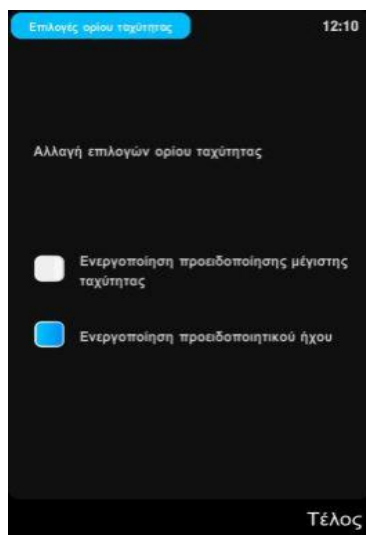 Επιλογές ορίου ταχύτητας
12:10
Αλλαγή επιλογών ορίου ταχύτητας
Ενεργοποίηση προειδοποίησης μέγιστης
ταχύτητας
Ενεργοποίηση προειδοποιητικού ήχου
Τέλος